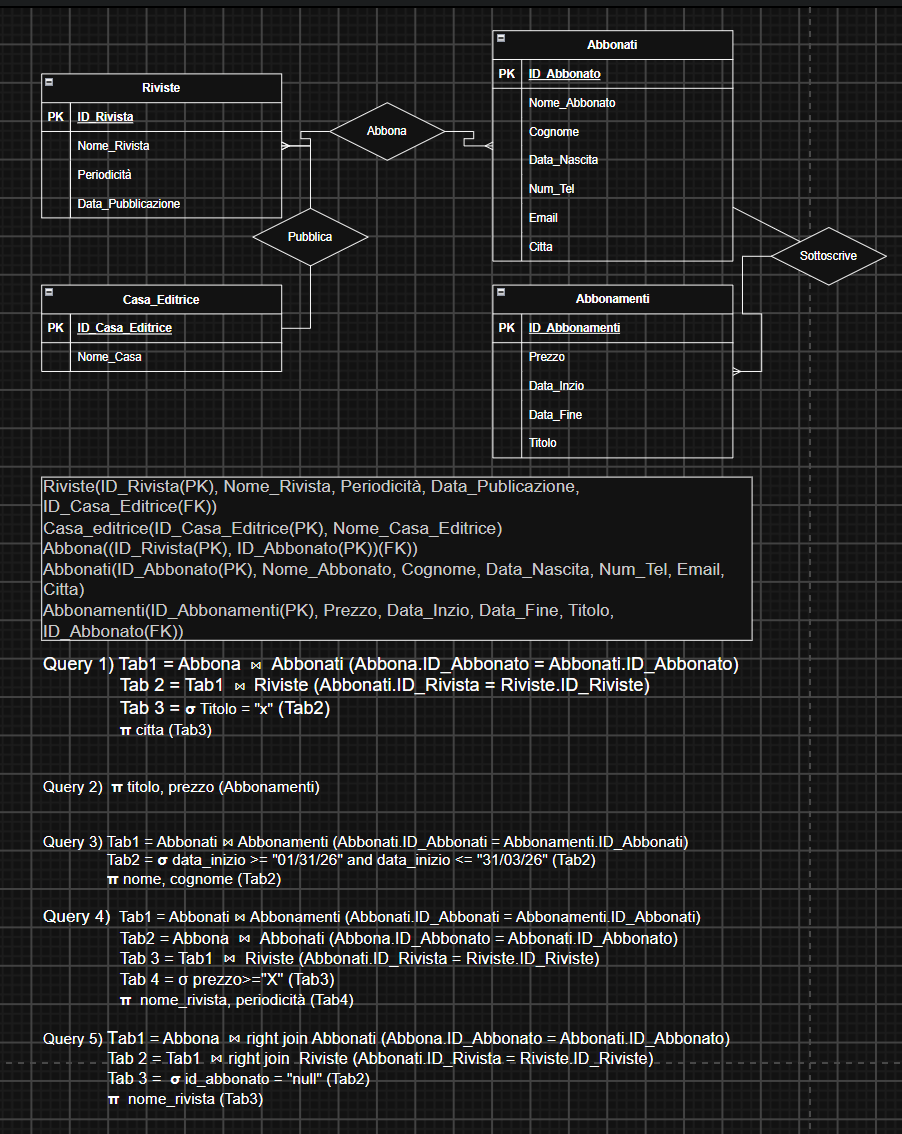 Riviste
PK ID_Rivista
Nome_Rivista
Periodicità
Data_Pubblicazione
Abbona
Abbonati
PK ID_Abbonato
Nome_Abbonato
Cognome
Data_Nascita
Num_Tel
Email
Citta
Pubblica
Sottoscrive
Casa_Editrice
PK ID_Casa_Editrice
Nome_Casa
Abbonamenti
PK ID_Abbonamenti
Prezzo
Data_Inzio
Data_Fine
Titolo
Riviste(ID_Rivista(PK), Nome_Rivista, Periodicità, Data_Publicazione,
ID_Casa_Editrice(FK))
Casa_editrice(ID_Casa_Editrice(PK), Nome_Casa_Editrice)
Abbona((ID_Rivista(PK), ID_Abbonato(PK))(FK))
Abbonati(ID_Abbonato(PK), Nome_Abbonato, Cognome, Data_Nascita, Num_Tel, Email,
Citta)
Abbonamenti(ID_Abbonamenti(PK), Prezzo, Data_Inzio, Data_Fine, Titolo,
ID_Abbonato(FK))
Query 1) Tab1 = Abbona ⋈ Abbonati (Abbona.ID_Abbonato = Abbonati.ID_Abbonato)
Tab 2 = Tab1 ⋈ Riviste (Abbonati.ID_Rivista = Riviste.ID_Riviste)
Tab 3 = σ Titolo = "x" (Tab2)
π citta (Tab3)
Query 2) π titolo, prezzo (Abbonamenti)
Query 3) Tab1 = Abbonati ⋈ Abbonamenti (Abbonati.ID_Abbonati = Abbonamenti.ID_Abbonati)
Tab2 = σ data_inizio >= "01/31/26" and data_inizio <= "31/03/26" (Tab2)
π nome, cognome (Tab2)
Query 4) Tab1 = Abbonati ⋈ Abbonamenti (Abbonati.ID_Abbonati = Abbonamenti.ID_Abbonati)
Tab2 = Abbona ⋈ Abbonati (Abbona.ID_Abbonato = Abbonati.ID_Abbonato)
Tab 3 = Tab1 ⋈ Riviste (Abbonati.ID_Rivista = Riviste.ID_Riviste)
Tab 4 = σ prezzo>="X" (Tab3)
π nome_rivista, periodicità (Tab4)
Query 5) Tab1 = Abbona ⋈ right join Abbonati (Abbona.ID_Abbonato = Abbonati.ID_Abbonato)
Tab 2 = Tab1 ⋈ right join Riviste (Abbonati.ID_Rivista = Riviste.ID_Riviste)
Tab 3 = σ id_abbonato = "null" (Tab2)
π nome_rivista (Tab3)